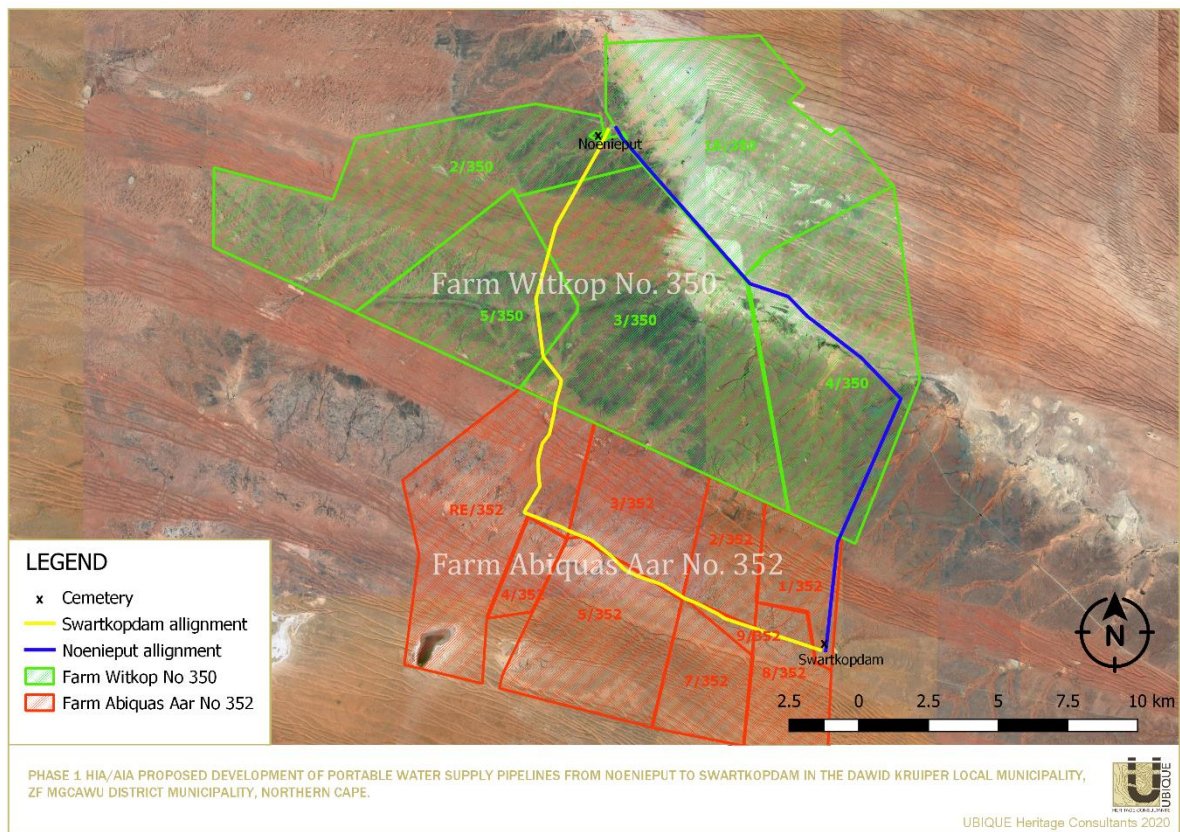 Noenieput
2/350
Farm Witkop No. 350
5/350
3/350
4/350
RE/352
3/352
2/352
Farm Abiquas Aar No. 352
4/352
1/352
5/352
9/352
Swartkopdam
7/352
8/352
LEGEND
x Cemetery
Swartkopdam allignment
Noenieput allignment
Farm Witkop No 350
Farm Abiquas Aar No 352
N
2.5 0 2.5 5 7.5 10 km
PHASE 1 HIA/AIA PROPOSED DEVELOPMENT OF PORTABLE WATER SUPPLY PIPELINES FROM NOENIEPUT TO SWARTKOPDAM IN THE DAWID KRUIPER LOCAL MUNICIPALITY,
ZF MGCAWU DISTRICT MUNICIPALITY, NORTHERN CAPE.
UBIQUE
HERITAGE CONSULTANTS
UBIQUE Heritage Consultants 2020